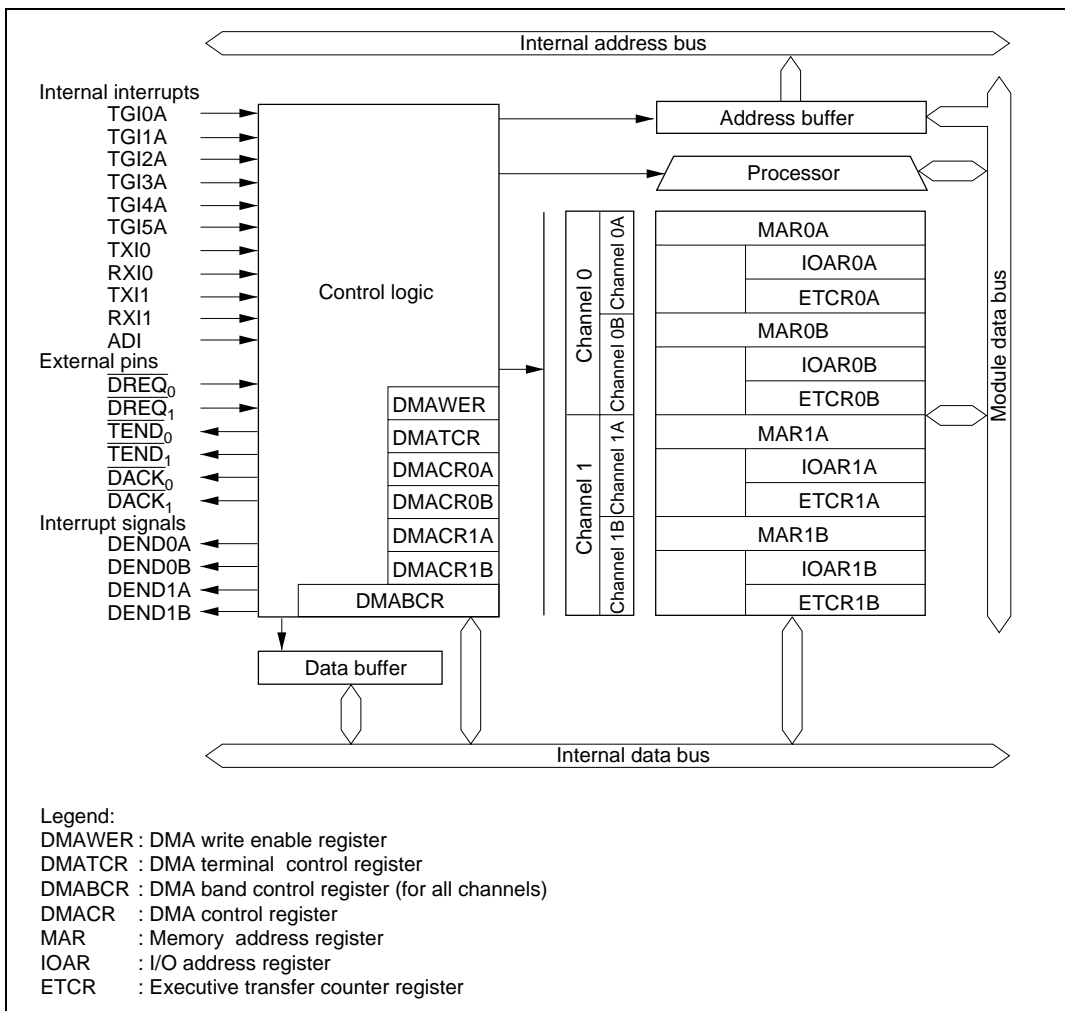 Internal address bus
Internal interrupts
TGI0A
TGI1A
TGI2A
TGI3A
TGI4A
TGI5A
TXI0
RXI0
TXI1
RXI1
ADI
External pins
DREQ0
DREQ1
TEND0
TEND1
DACK0
DACK1
Interrupt signals
DEND0A
DEND0B
DEND1A
DEND1B
Control logic
DMAWER
DMATCR
DMACR0A
DMACR0B
DMACR1A
DMACR1B
DMABCR
Data buffer
Address buffer
Processor
Channel 0
Channel 0A
Channel 0B
Channel 1
Channel 1A
Channel 1B
MAR0A
IOAR0A
ETCR0A
MAR0B
IOAR0B
ETCR0B
MAR1A
IOAR1A
ETCR1A
MAR1B
IOAR1B
ETCR1B
Module data bus
Internal data bus
Legend:
DMAWER : DMA write enable register
DMATCR : DMA terminal control register
DMABCR : DMA band control register (for all channels)
DMACR : DMA control register
MAR : Memory address register
IOAR : I/O address register
ETCR : Executive transfer counter register